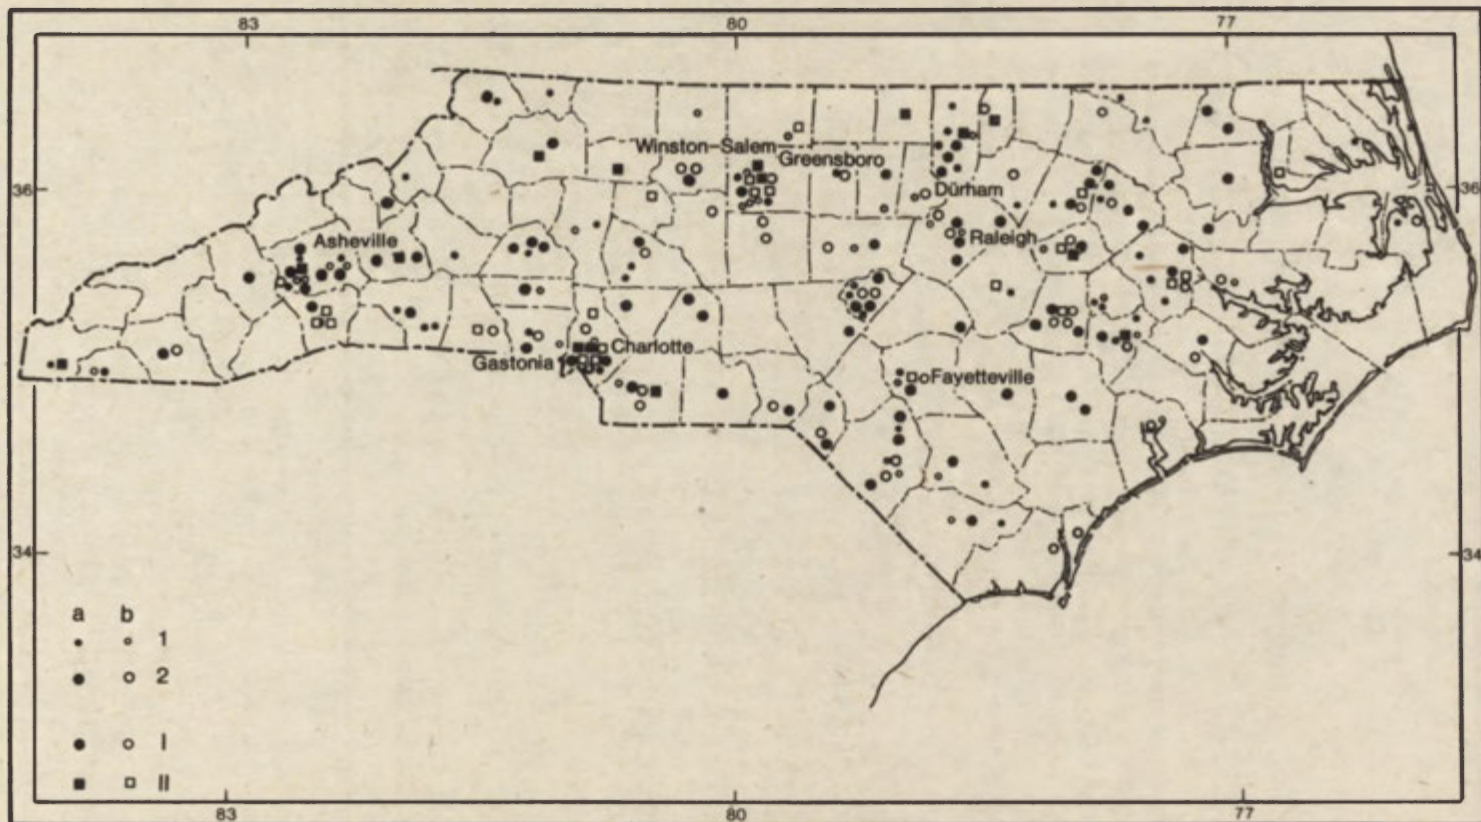 83 80 77
Winston-Salem
Greensboro
36 36
Dürham
Asheville
Raleigh
Charlotte
Gastonia
Fayetteville
34 34
a b
1
2
I
II
83 80 77